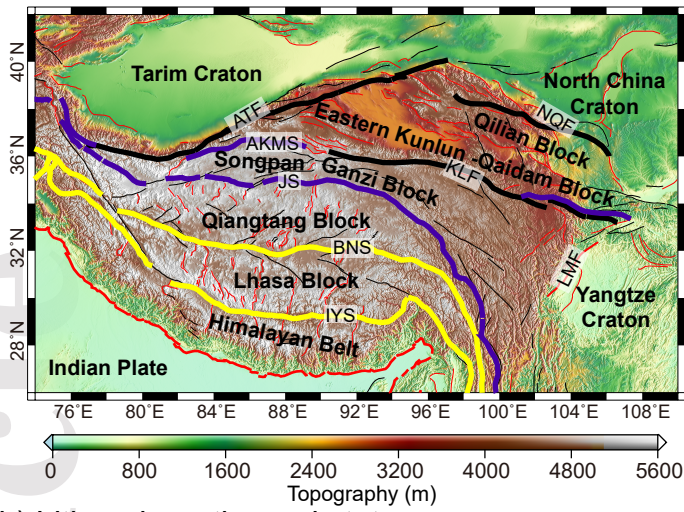 40°N
36°N
32°N
28°N
Tarim Craton
North China
Craton
ATF
NQF
Eastern Kunlun -Qaidam Block
Qilian Block
AKMS
Songpan Ganzi Block
KLF
JS
Qiangtang Block
BNS
LMF
Lhasa Block
Yangtze
Craton
IYS
Himalayan Belt
Indian Plate
76°E 80°E 84°E 88°E 92°E 96°E 100°E 104°E 108°E
0 800 1600 2400 3200 4000 4800 5600
Topography (m)